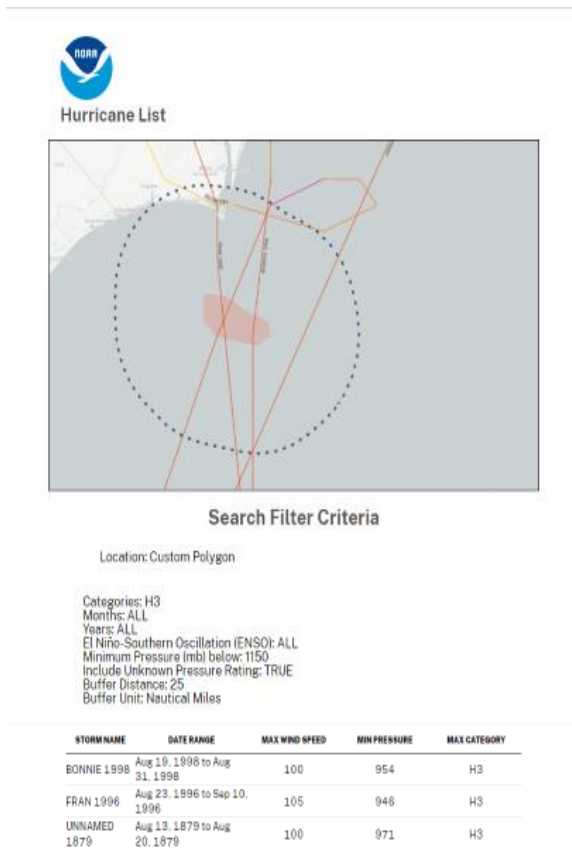 NOAA
Hurricane List
Search Filter Criteria
Location: Custom Polygon
Categories: H3
Months: ALL
Years: ALL
El Niño-Southern Oscillation (ENSO): ALL
Minimum Pressure (mb) below: 1150
Include Unknown Pressure Rating: TRUE
Buffer Distance: 25
Buffer Unit: Nautical Miles
STORM NAME DATE RANGE MAX WIND SPEED MIN PRESSURE MAX CATEGORY
BONNIE 1998 Aug 19, 1998 to Aug 31, 1998 100 954 H3
FRAN 1996 Aug 23, 1996 to Sep 10, 1996 105 946 H3
UNNAMED 1879 Aug 13, 1879 to Aug 20, 1879 100 971 H3